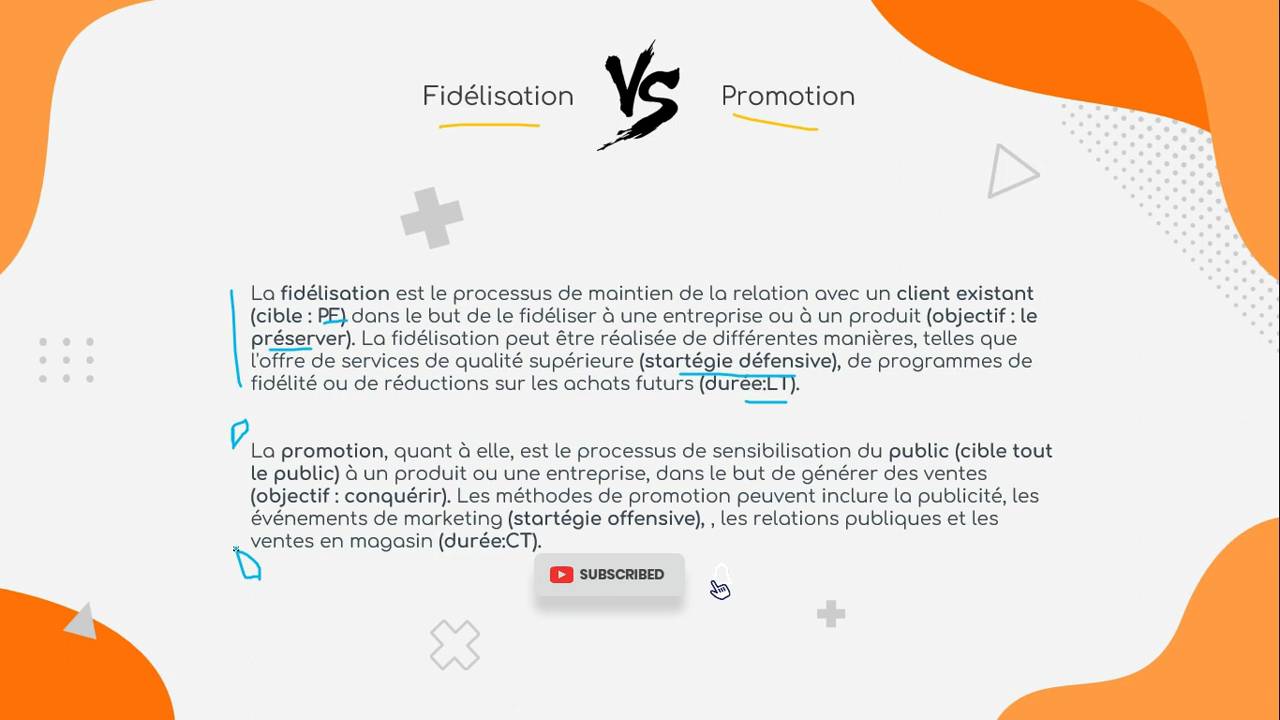 Fidélisation VS Promotion
La fidélisation est le processus de maintien de la relation avec un client existant
(cible : PF) dans le but de le fidéliser à une entreprise ou à un produit (objectif : le
préserver). La fidélisation peut être réalisée de différentes manières, telles que
l'offre de services de qualité supérieure (startégie défensive), de programmes de
fidélité ou de réductions sur les achats futurs (durée:LT).
La promotion, quant à elle, est le processus de sensibilisation du public (cible tout
le public) à un produit ou une entreprise, dans le but de générer des ventes
(objectif : conquérir). Les méthodes de promotion peuvent inclure la publicité, les
événements de marketing (startégie offensive), , les relations publiques et les
ventes en magasin (durée:CT).
SUBSCRIBED